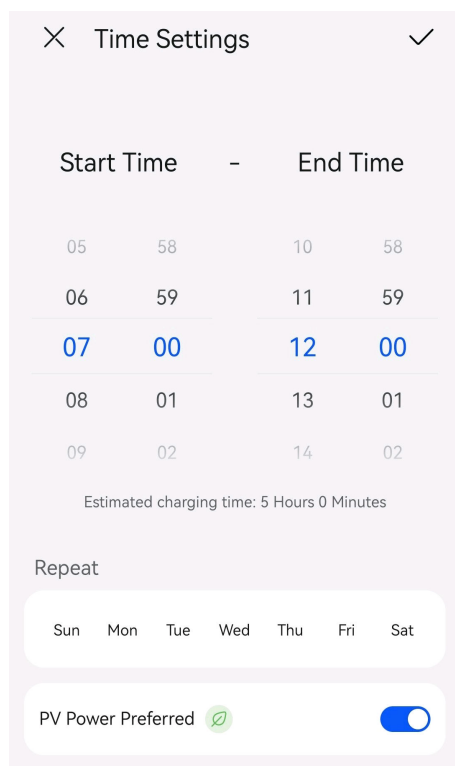 Time Settings
Start Time - End Time
05 58 10 58
06 59 11 59
07 00 12 00
08 01 13 01
09 02 14 02
Estimated charging time: 5 Hours 0 Minutes
Repeat
Sun Mon Tue Wed Thu Fri Sat
PV Power Preferred